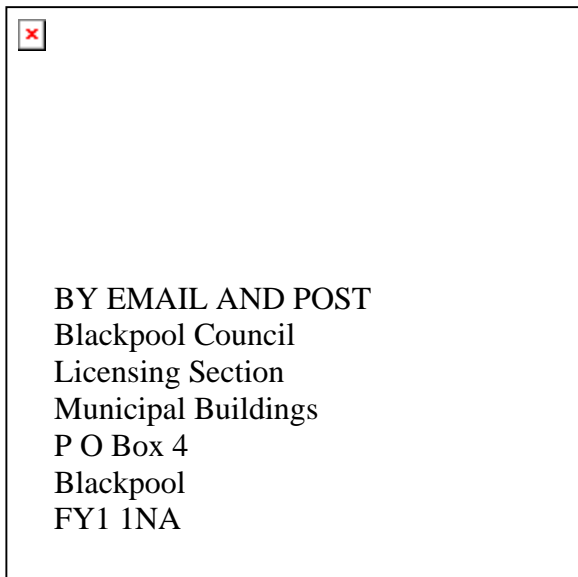 BY EMAIL AND POST
Blackpool Council
Licensing Section
Municipal Buildings
P O Box 4
Blackpool
FY1 1NA